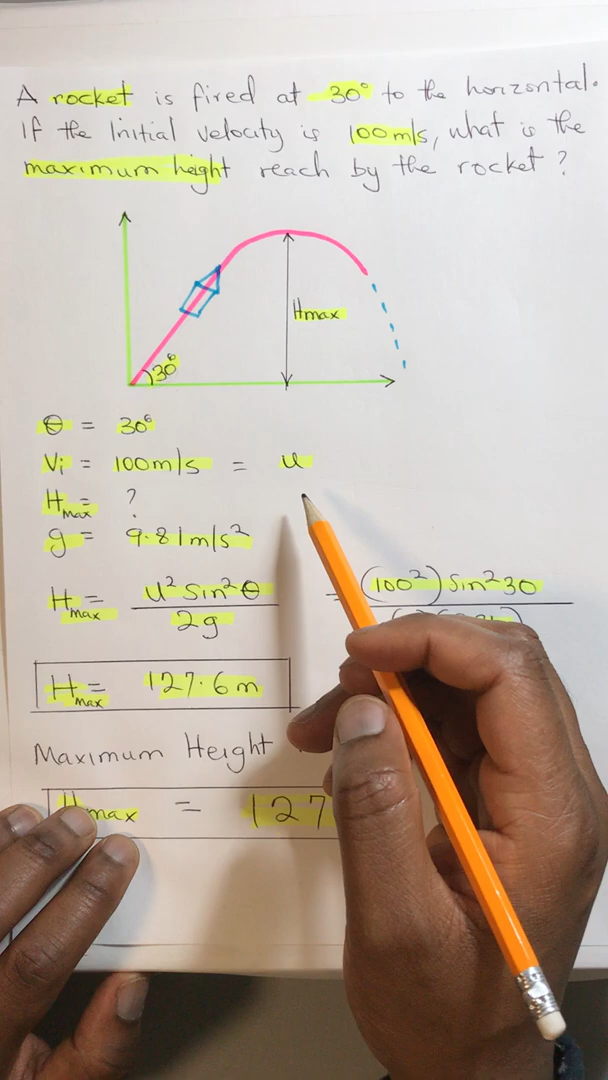 A rocket is fired at 30° to the horizontal.
If the Initial velocity is 100m/s, what is the
maximum height reach by the rocket?
Hmax
30°
θ = 30°
Vi = 100m/s = u
Hmax = ?
g = 9.81m/s²
Hmax = u² sin²θ / 2g = (100²) sin²30
Hmax = 127.6m
Maximum Height
Hmax = 127